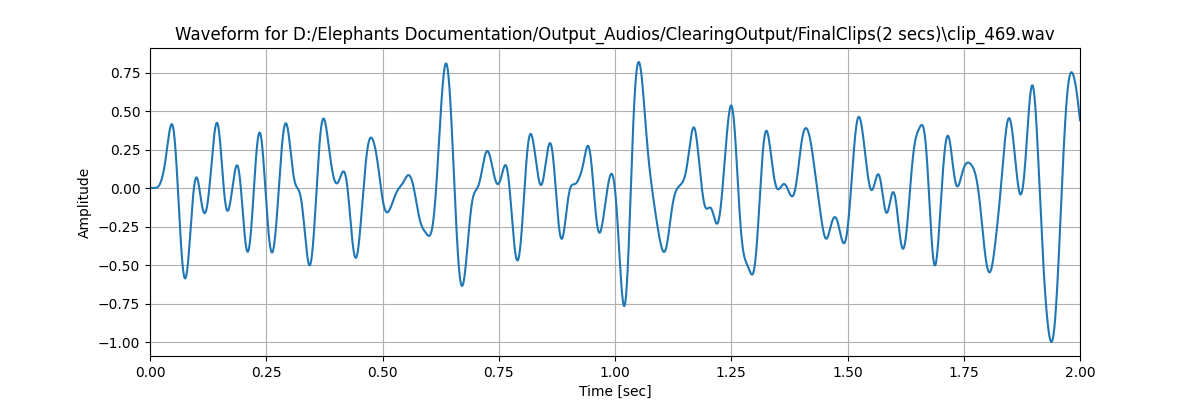 Waveform for D:/Elephants Documentation/Output_Audios/ClearingOutput/FinalClips(2 secs)\clip_469.wav
0.75
0.50
0.25
0.00
−0.25
−0.50
−0.75
−1.00
Amplitude
0.00 0.25 0.50 0.75 1.00 1.25 1.50 1.75 2.00
Time [sec]